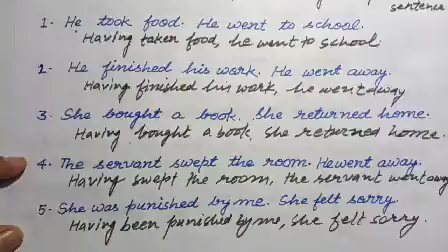 sentence
1- He took food. He went to school.
Having taken food, he went to school
2- He finished his work. He went away.
Having finished his work, he went away
3- She bought a book. She returned home.
Having bought a book, She returned home.
4- The servant swept the room. He went away.
Having swept the room, the servant went away
5- She was punished by me. She felt sorry.
Having been punished by me, she felt sorry.